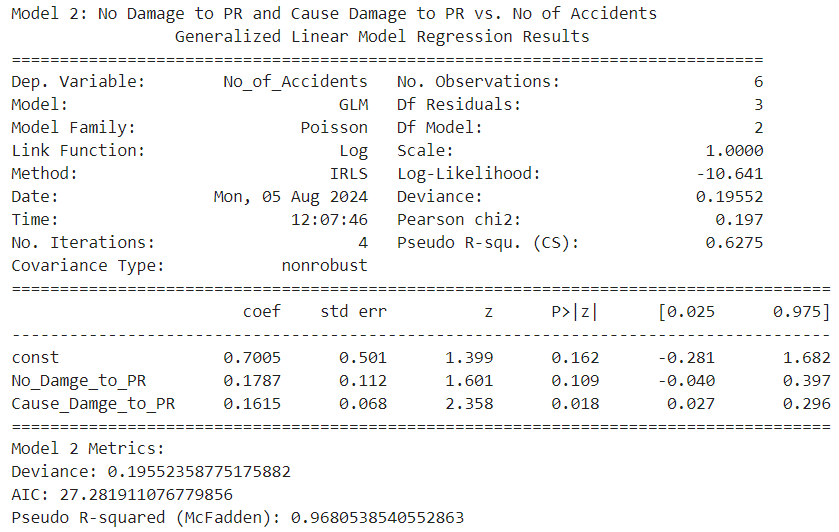 Model 2: No Damage to PR and Cause Damage to PR vs. No of Accidents
Generalized Linear Model Regression Results
==============================================================================
Dep. Variable: No_of_Accidents No. Observations: 6
Model: GLM Df Residuals: 3
Model Family: Poisson Df Model: 2
Link Function: Log Scale: 1.0000
Method: IRLS Log-Likelihood: -10.641
Date: Mon, 05 Aug 2024 Deviance: 0.19552
Time: 12:07:46 Pearson chi2: 0.197
No. Iterations: 4 Pseudo R-squ. (CS): 0.6275
Covariance Type: nonrobust
=====================================================================================
coef std err z P>|z| [0.025 0.975]
-------------------------------------------------------------------------------------
const 0.7005 0.501 1.399 0.162 -0.281 1.682
No_Damge_to_PR 0.1787 0.112 1.601 0.109 -0.040 0.397
Cause_Damge_to_PR 0.1615 0.068 2.358 0.018 0.027 0.296
=====================================================================================
Model 2 Metrics:
Deviance: 0.19552358775175882
AIC: 27.281911076779856
Pseudo R-squared (McFadden): 0.9680538540552863